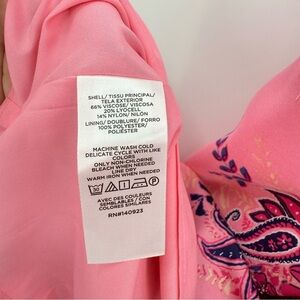 SHELL/ TISSU PRINCIPAL/
TELA EXTERIOR
66% VISCOSE/ VISCOSA
20% LYOCELL
14% NYLON/ NILÓN
LINING/ DOUBLURE/ FORRO
100% POLYESTER/
POLIÉSTER
MACHINE WASH COLD
DELICATE CYCLE WITH LIKE
COLORS
ONLY NON-CHLORINE
BLEACH WHEN NEEDED
LINE DRY
WARM IRON WHEN NEEDED
AVEC DES COULEURS
SEMBLABLES
CON COLORES SIMILARES
RN#140923